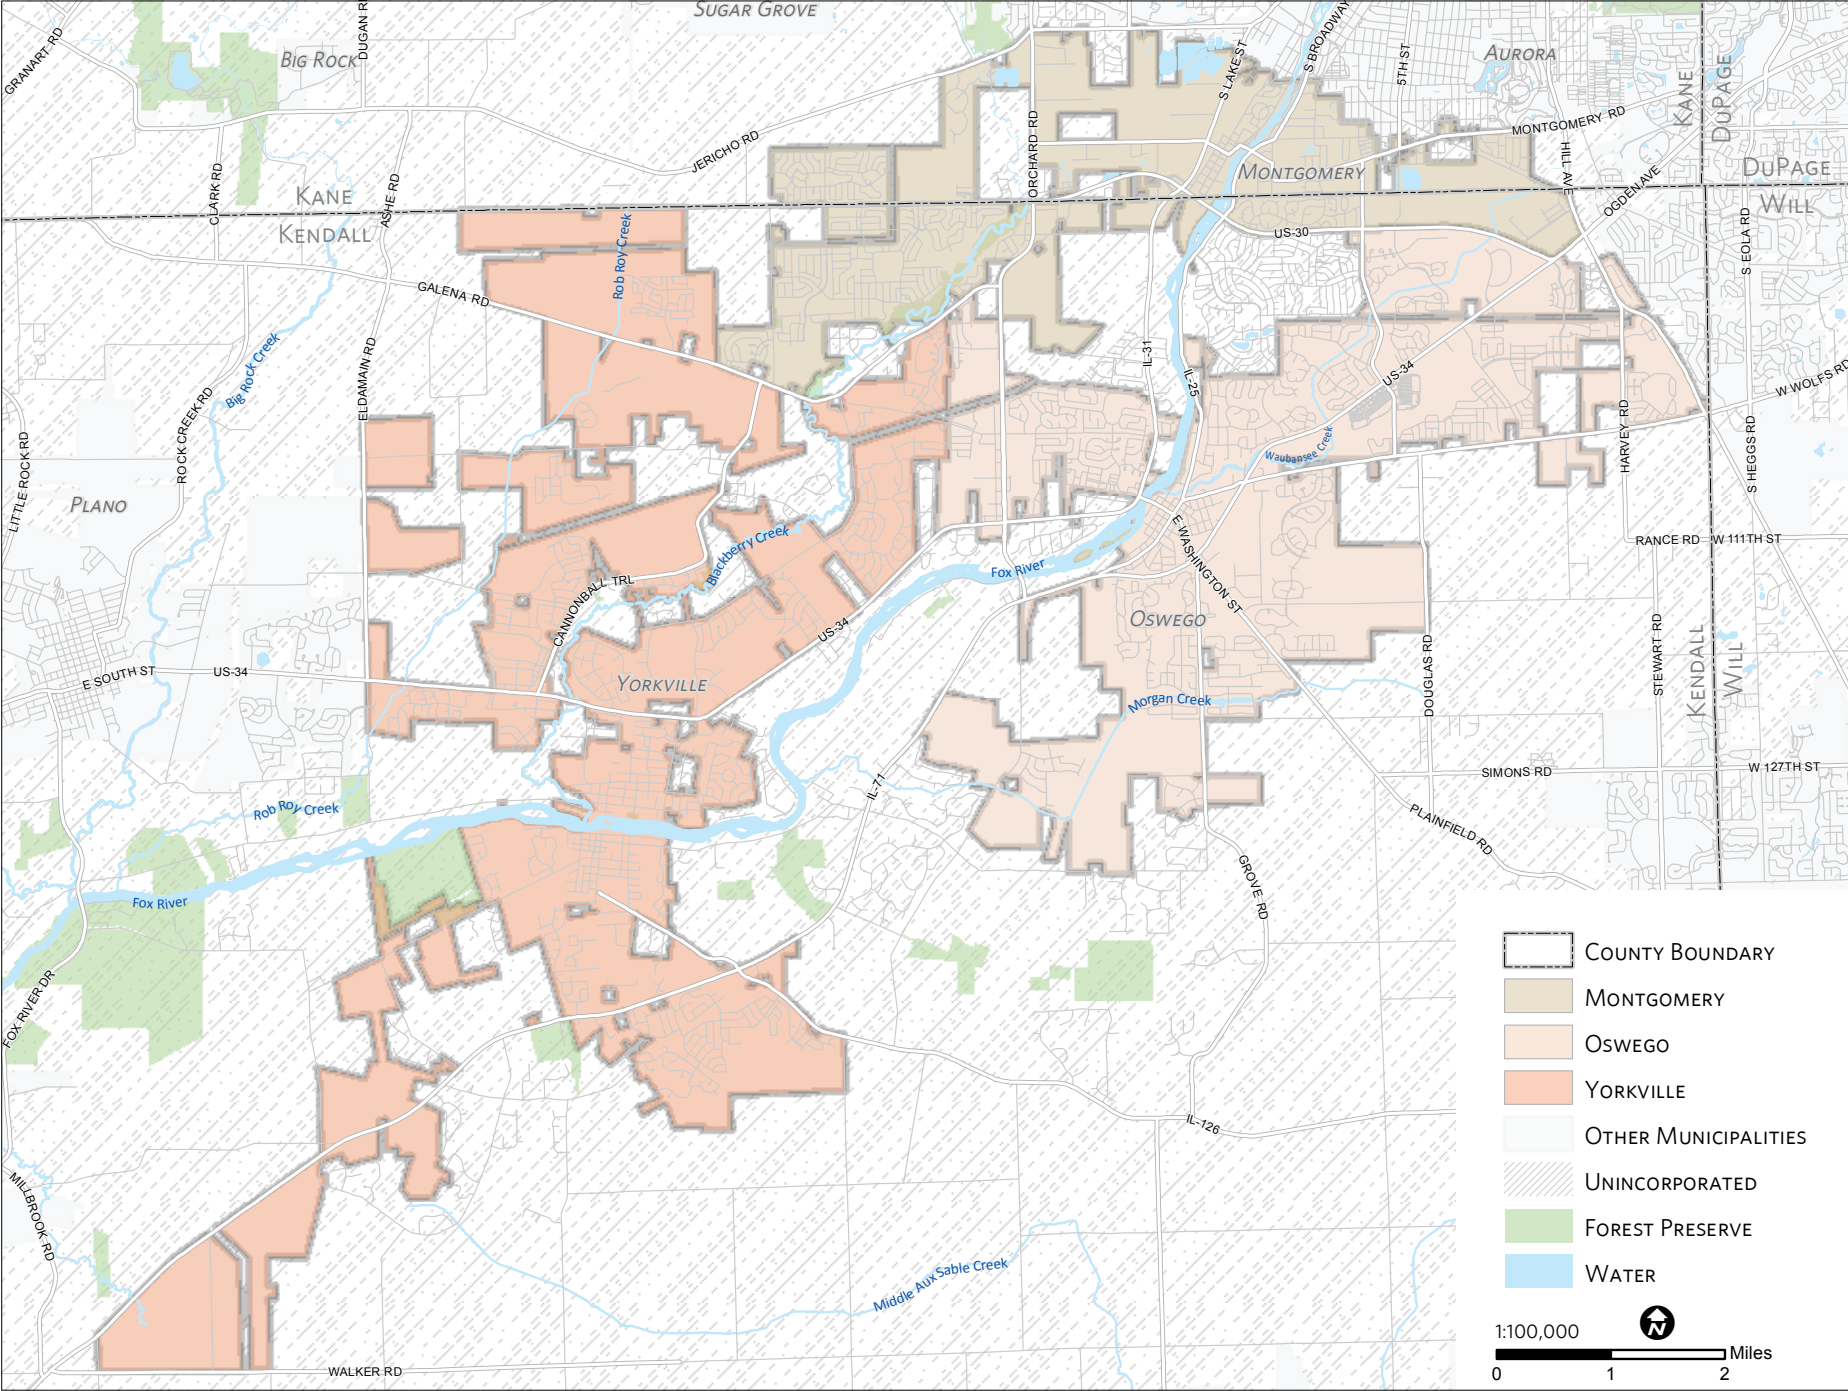 SUGAR GROVE
GRANART RD
DUGAN R
BIG ROCK
S LAKE ST
S BROADWAY
5TH ST
AURORA
KANE
DUPAGE
MONTGOMERY RD
JERICHO RD
ORCHARD RD
HILL AVE
OGDEN AVE
MONTGOMERY
DUPAGE
WILL
CLARK RD
ASHE RD
KANE
KENDALL
Rob Roy Creek
US-30
S EOLA RD
GALENA RD
Big Rock Creek
ELDAMAIN RD
IL-31
IL-25
US-34
W WOLFS RD
ROCK CREEK RD
LITTLE ROCK RD
Waubansee Creek
HARVEY RD
S HEGGS RD
PLANO
Blackberry Creek
E WASHINGTON ST
RANCE RD
W 111TH ST
Fox River
CANNONBALL TRL
OSWEGO
US-34
E SOUTH ST
US-34
YORKVILLE
DOUGLAS RD
STEWART RD
KENDALL
WILL
Morgan Creek
IL-71
SIMONS RD
W 127TH ST
Rob Roy Creek
PLAINFIELD RD
GROVE RD
Fox River
FOX RIVER DR
IL-126
MILLBROOK RD
Middle Aux Sable Creek
WALKER RD
COUNTY BOUNDARY
MONTGOMERY
OSWEGO
YORKVILLE
OTHER MUNICIPALITIES
UNINCORPORATED
FOREST PRESERVE
WATER
1:100,000
N
Miles
0 1 2